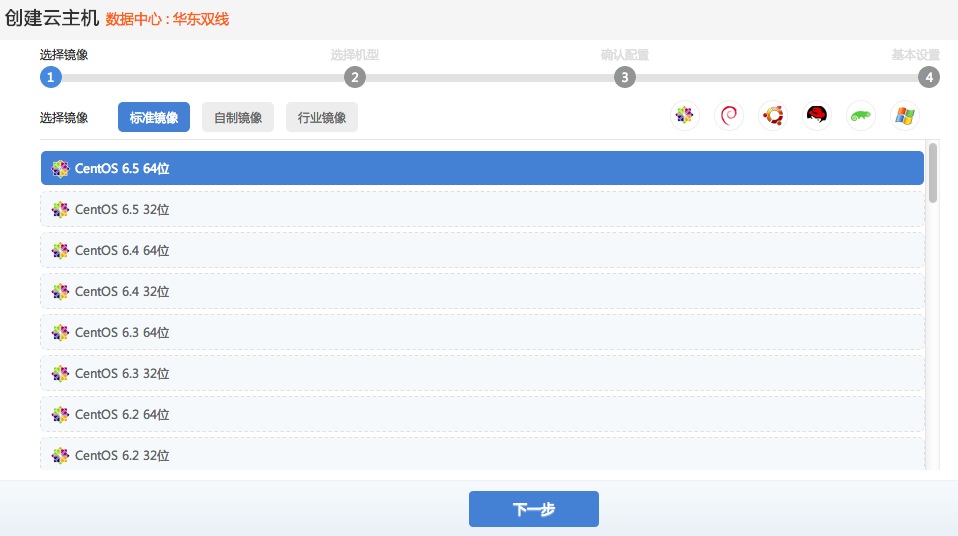 创建云主机 数据中心 : 华东双线
选择镜像 选择机型 确认配置 基本设置
1 2 3 4
选择镜像 标准镜像 自制镜像 行业镜像
CentOS 6.5 64位
CentOS 6.5 32位
CentOS 6.4 64位
CentOS 6.4 32位
CentOS 6.3 64位
CentOS 6.3 32位
CentOS 6.2 64位
CentOS 6.2 32位
下一步